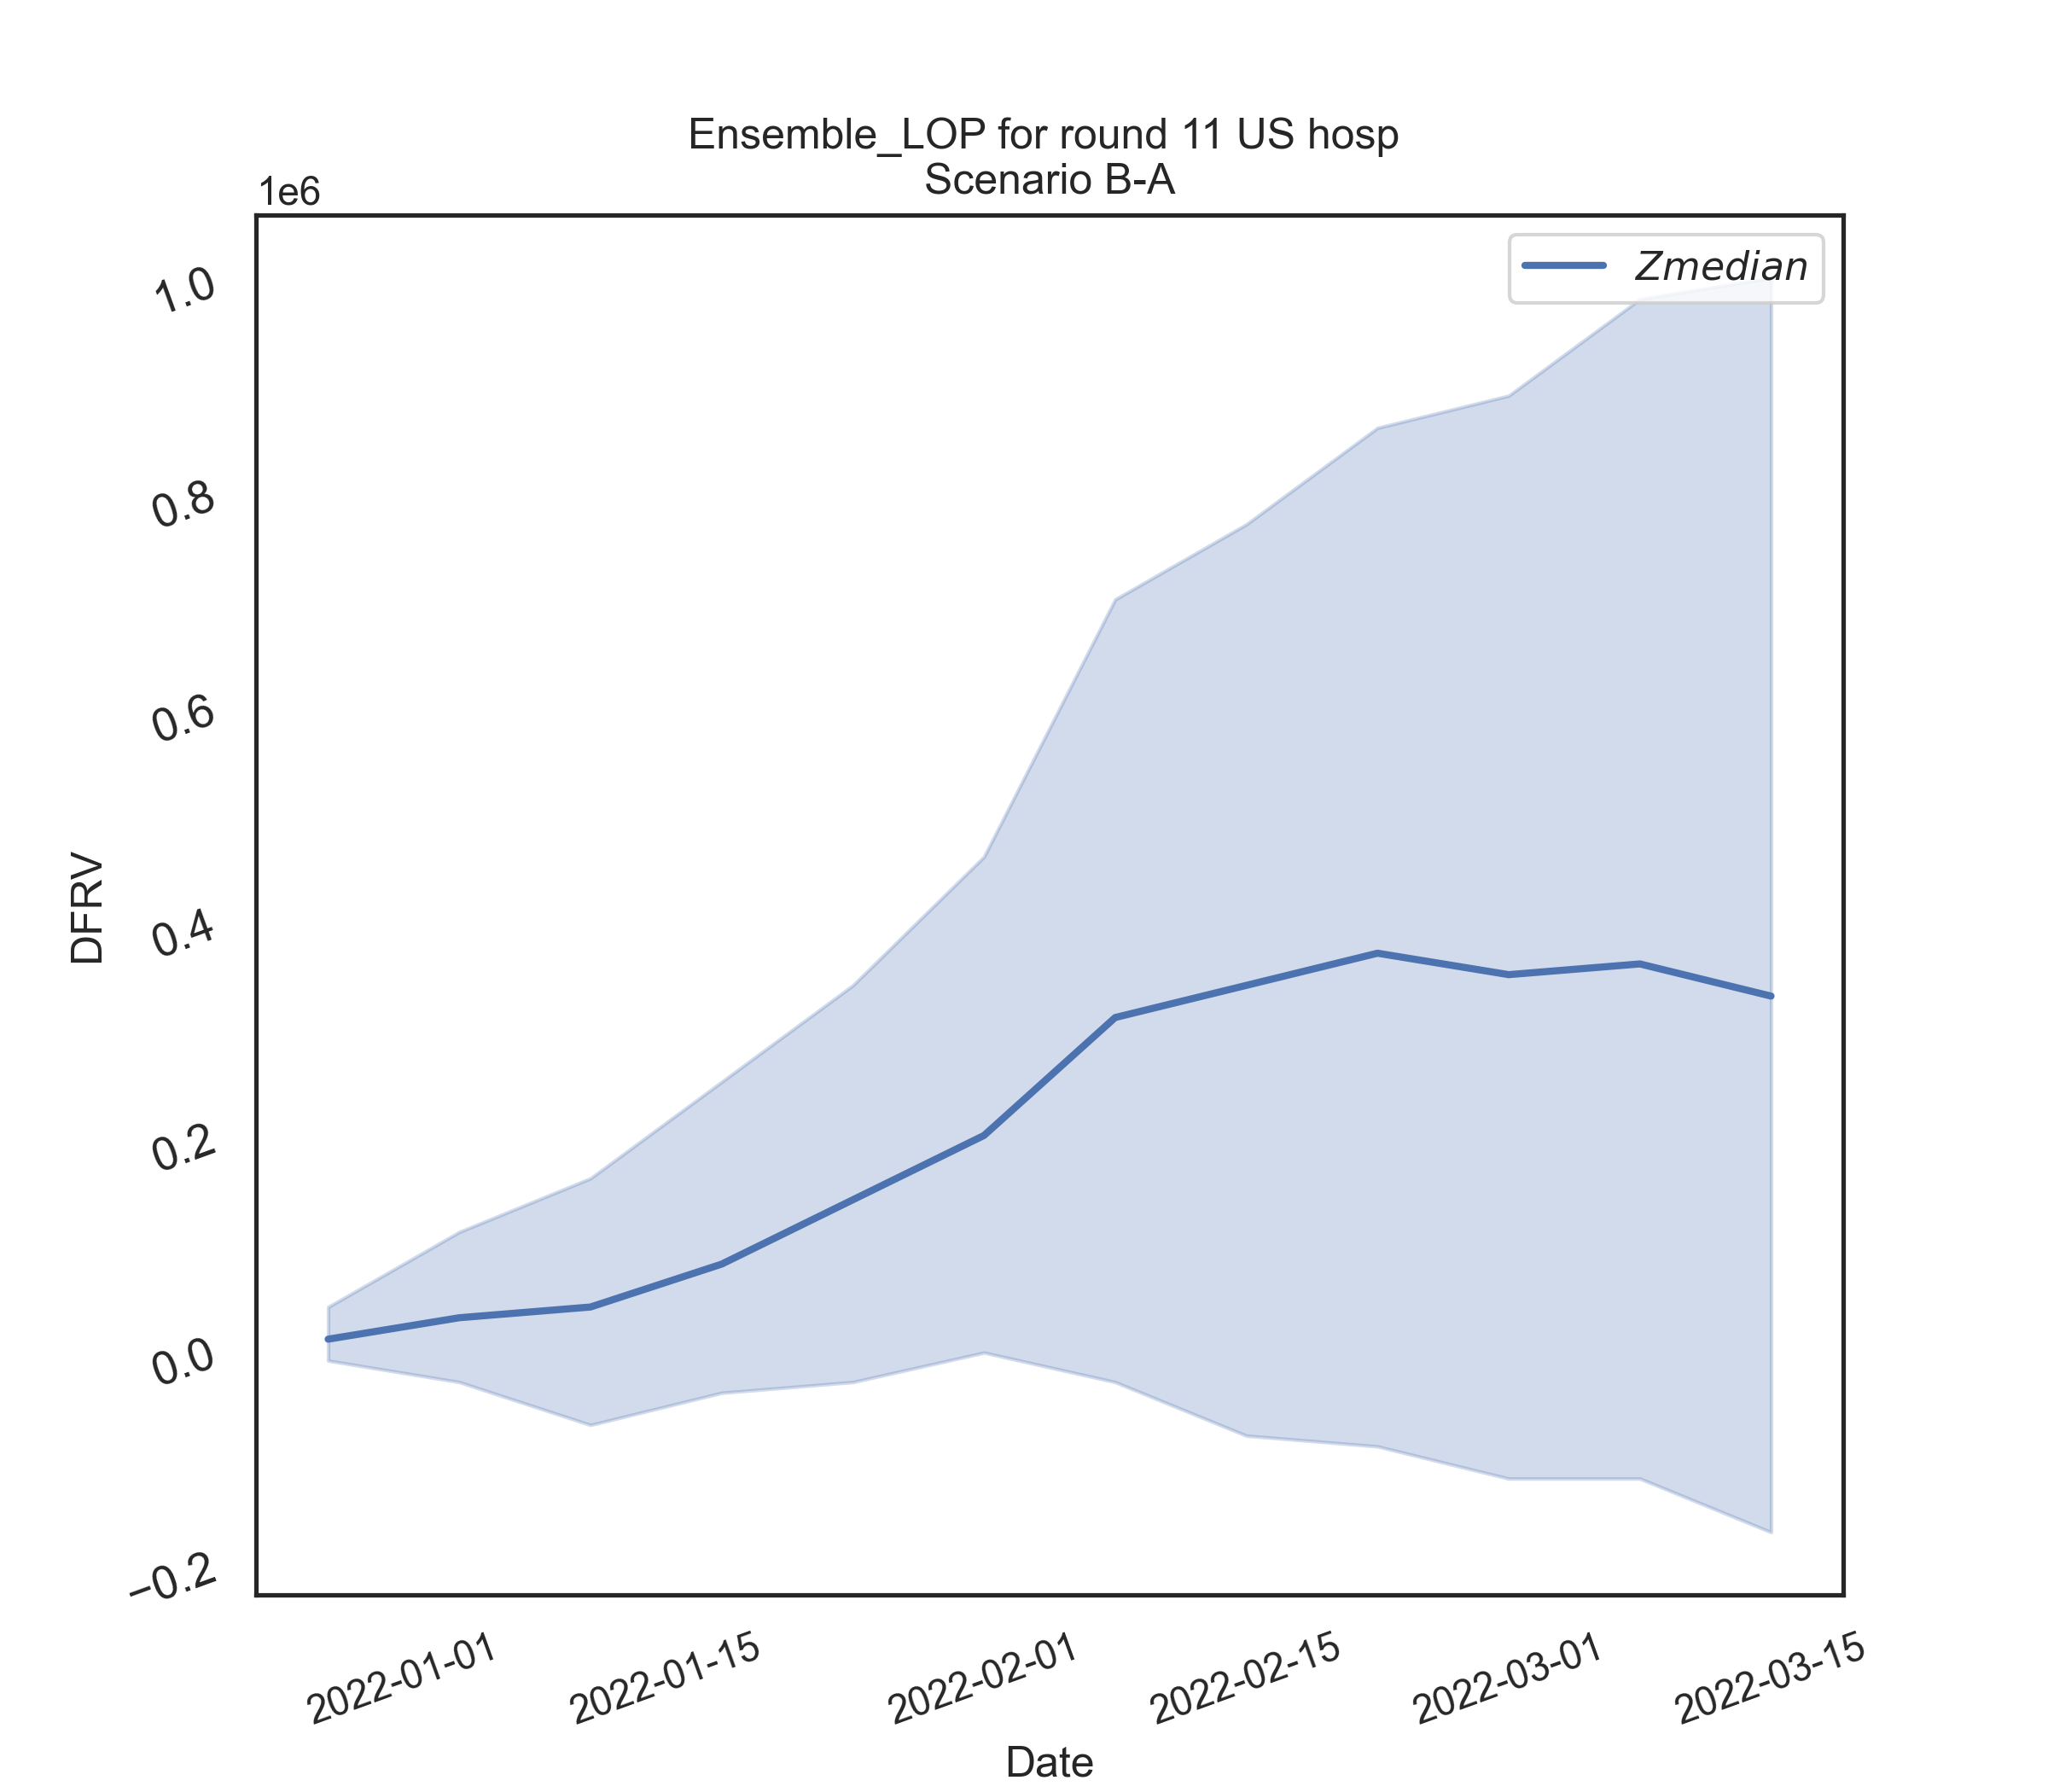 Ensemble_LOP for round 11 US hosp
Scenario B-A
1e6
Zmedian
1.0
0.8
0.6
0.4
0.2
0.0
−0.2
DFRV
2022-01-01
2022-01-15
2022-02-01
2022-02-15
2022-03-01
2022-03-15
Date